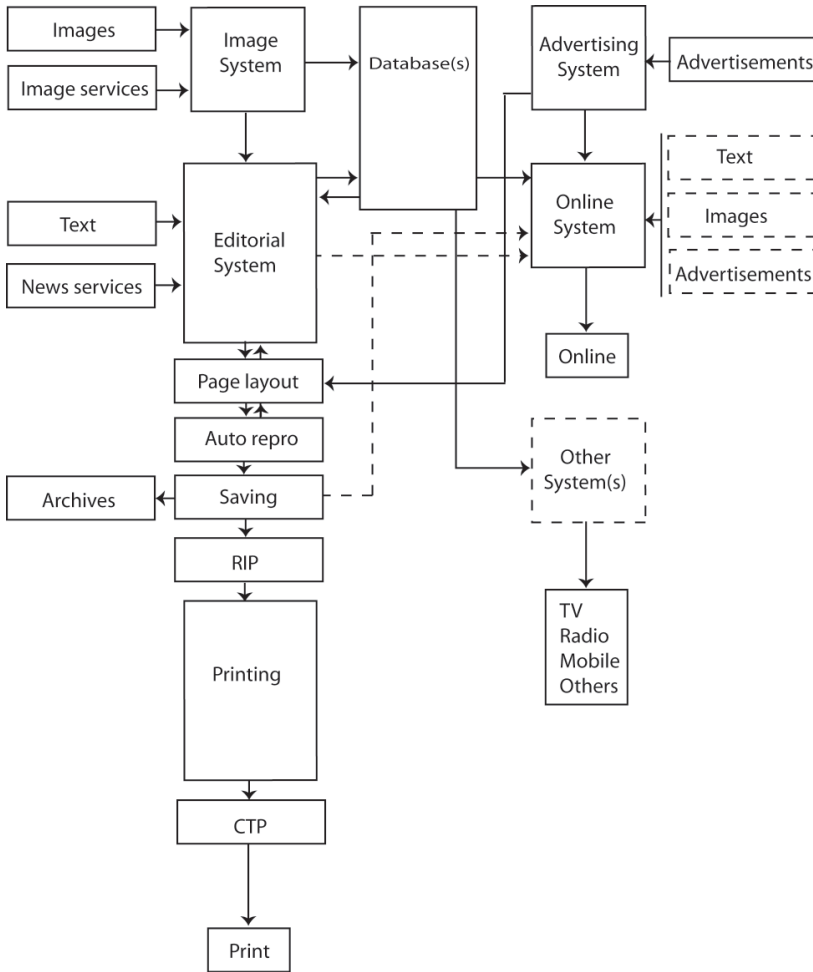 Images
Image
System
Database(s)
Advertising
System
Advertisements
Image services
Text
Text
Editorial
System
Online
System
Images
News services
Advertisements
Page layout
Online
Auto repro
Other
System(s)
Archives
Saving
RIP
TV
Radio
Mobile
Others
Printing
CTP
Print